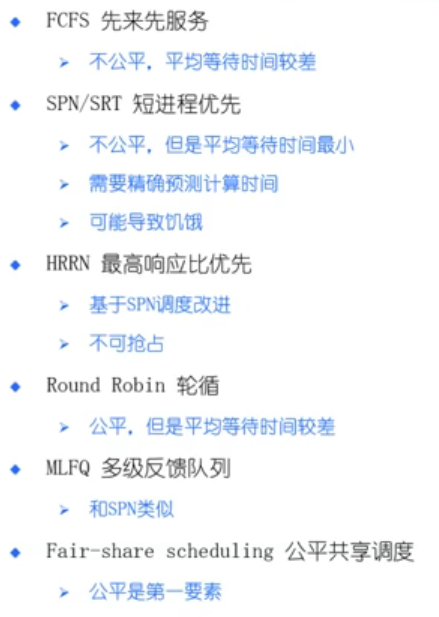 FCFS 先来先服务
不公平，平均等待时间较差
SPN/SRT 短进程优先
不公平，但是平均等待时间最小
需要精确预测计算时间
可能导致饥饿
HRRN 最高响应比优先
基于SPN调度改进
不可抢占
Round Robin 轮循
公平，但是平均等待时间较差
MLFQ 多级反馈队列
和SPN类似
Fair-share scheduling 公平共享调度
公平是第一要素